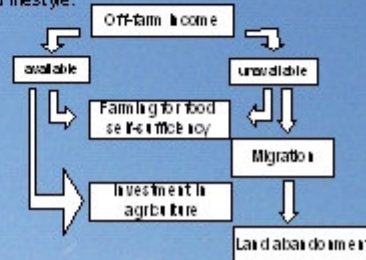 lifestyle.
Off-farm income
available
unavailable
Farming for food
self-sufficiency
Migration
Investment in
agriculture
Land abandonment